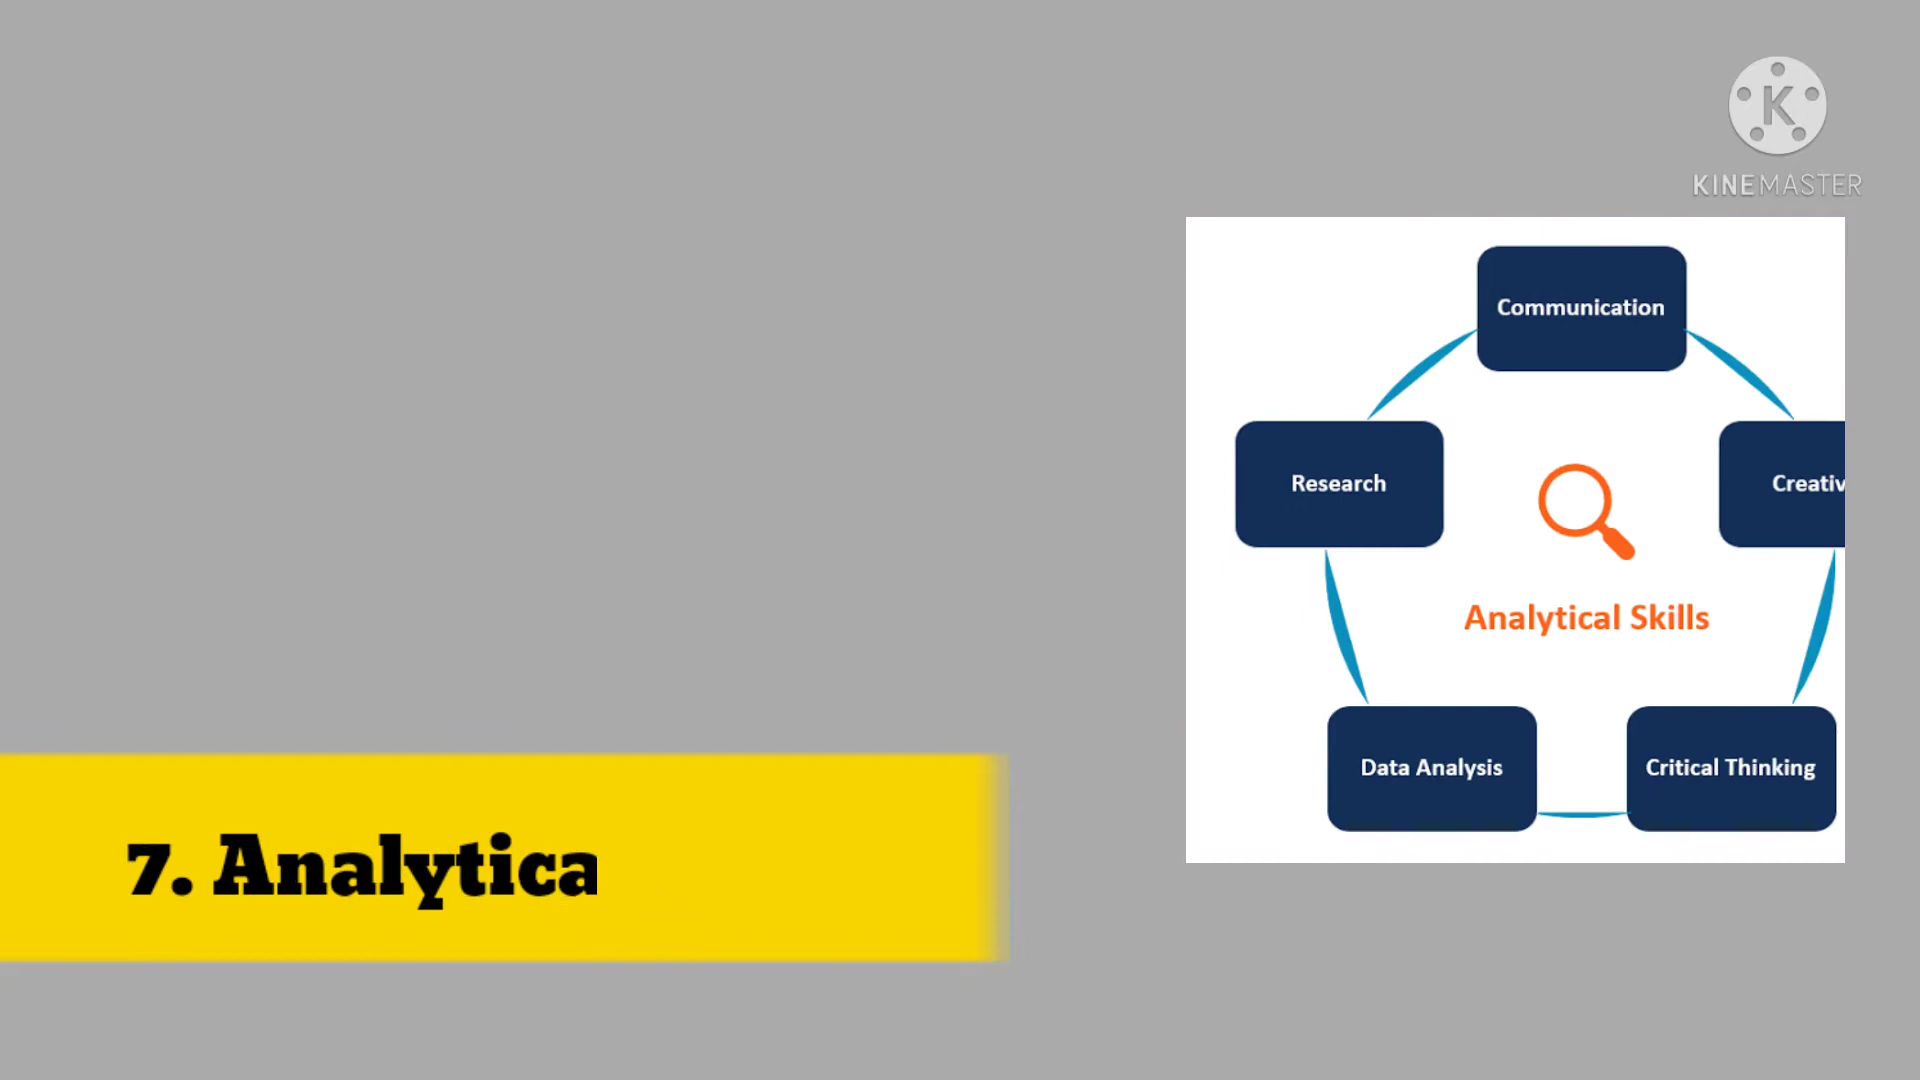 K
KINEMASTER
Communication
Research
Creativ
Analytical Skills
Data Analysis
Critical Thinking
7. Analytica